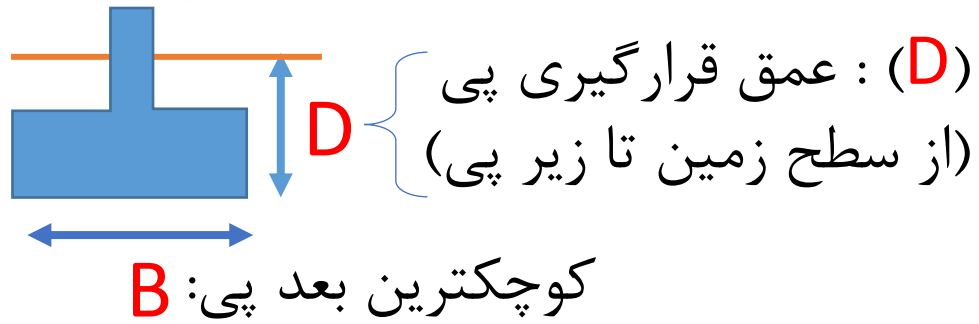 (D) : عمق قرارگیری پی
(از سطح زمین تا زیر پی)
D
کوچکترین بعد پی: B